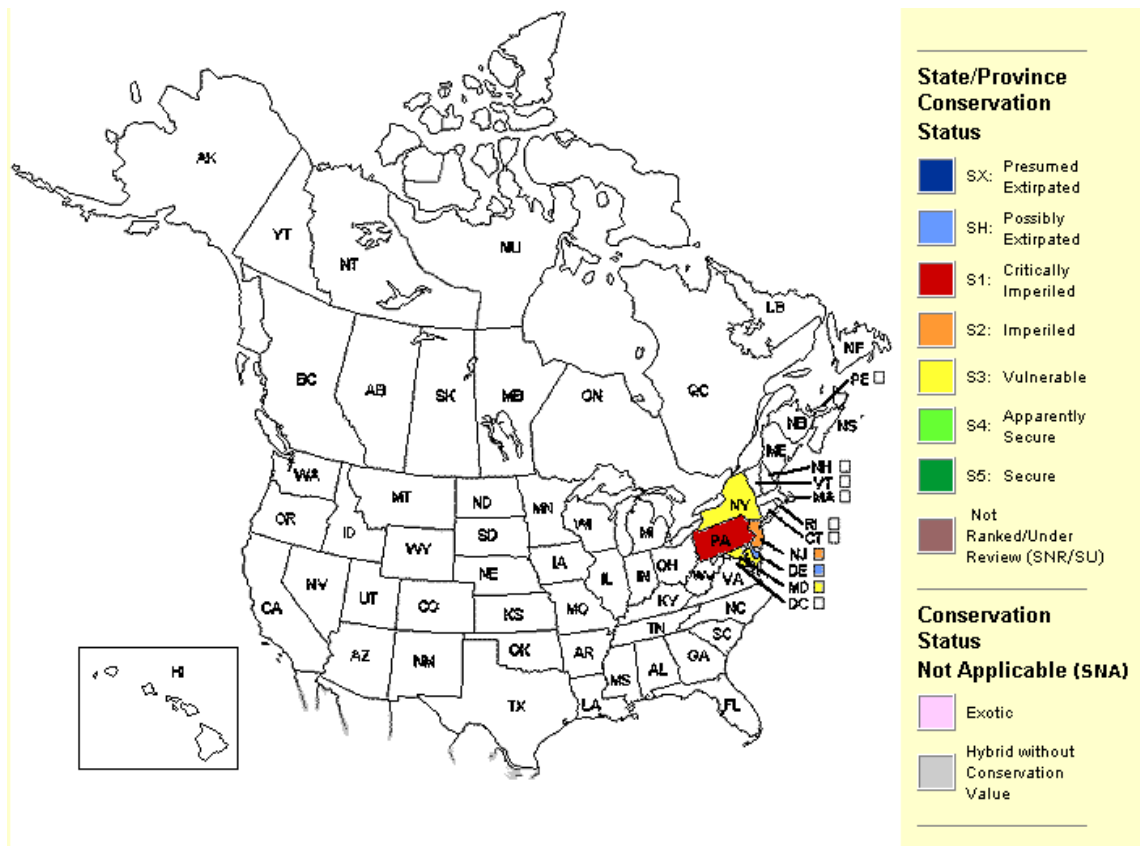 AK
YT
NT
NU
BC
AB
SK
MB
ON
QC
LB
NF
PE
NB
NS
ME
NH
VT
MA
RI
CT
NJ
DE
MD
DC
WA
OR
ID
MT
ND
SD
WY
NE
MN
WI
MI
IA
IL
IN
OH
PA
NY
WV
VA
KY
NC
TN
SC
GA
AL
MS
FL
LA
AR
MO
KS
OK
TX
NM
CO
UT
AZ
NV
CA
HI
State/Province
Conservation
Status
SX: Presumed
Extirpated
SH: Possibly
Extirpated
S1: Critically
Imperiled
S2: Imperiled
S3: Vulnerable
S4: Apparently
Secure
S5: Secure
Not
Ranked/Under
Review (SNR/SU)
Conservation
Status
Not Applicable (SNA)
Exotic
Hybrid without
Conservation
Value